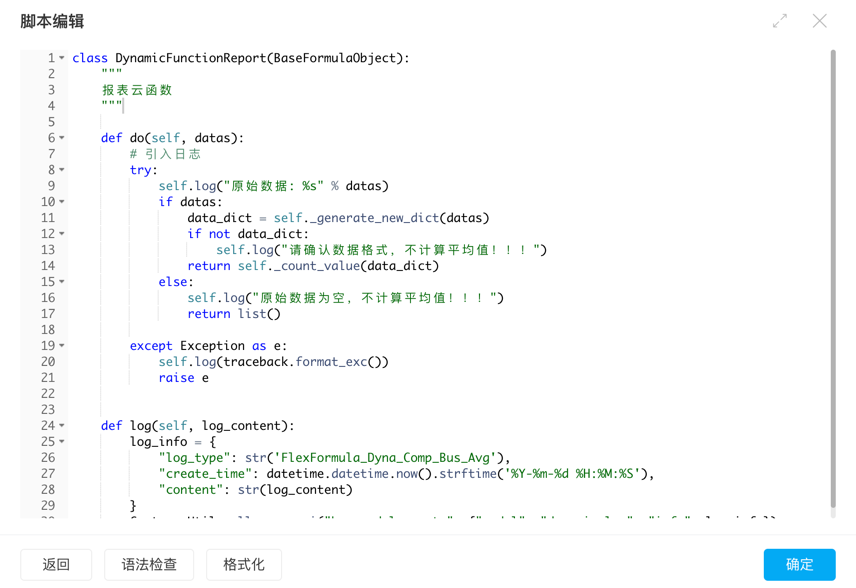 脚本编辑
1 class DynamicFunctionReport(BaseFormulaObject):
2     """
3     报表云函数
4     """
5
6     def do(self, datas):
7         # 引入日志
8         try:
9             self.log("原始数据: %s" % datas)
10             if datas:
11                 data_dict = self._generate_new_dict(datas)
12                 if not data_dict:
13                     self.log("请确认数据格式, 不计算平均值!!!")
14                 return self._count_value(data_dict)
15             else:
16                 self.log("原始数据为空, 不计算平均值!!!")
17                 return list()
18
19         except Exception as e:
20             self.log(traceback.format_exc())
21             raise e
22
23
24     def log(self, log_content):
25         log_info = {
26             "log_type": str('FlexFormula_Dyna_Comp_Bus_Avg'),
27             "create_time": datetime.datetime.now().strftime('%Y-%m-%d %H:%M:%S'),
28             "content": str(log_content)
29         }
返回 语法检查 格式化 确定